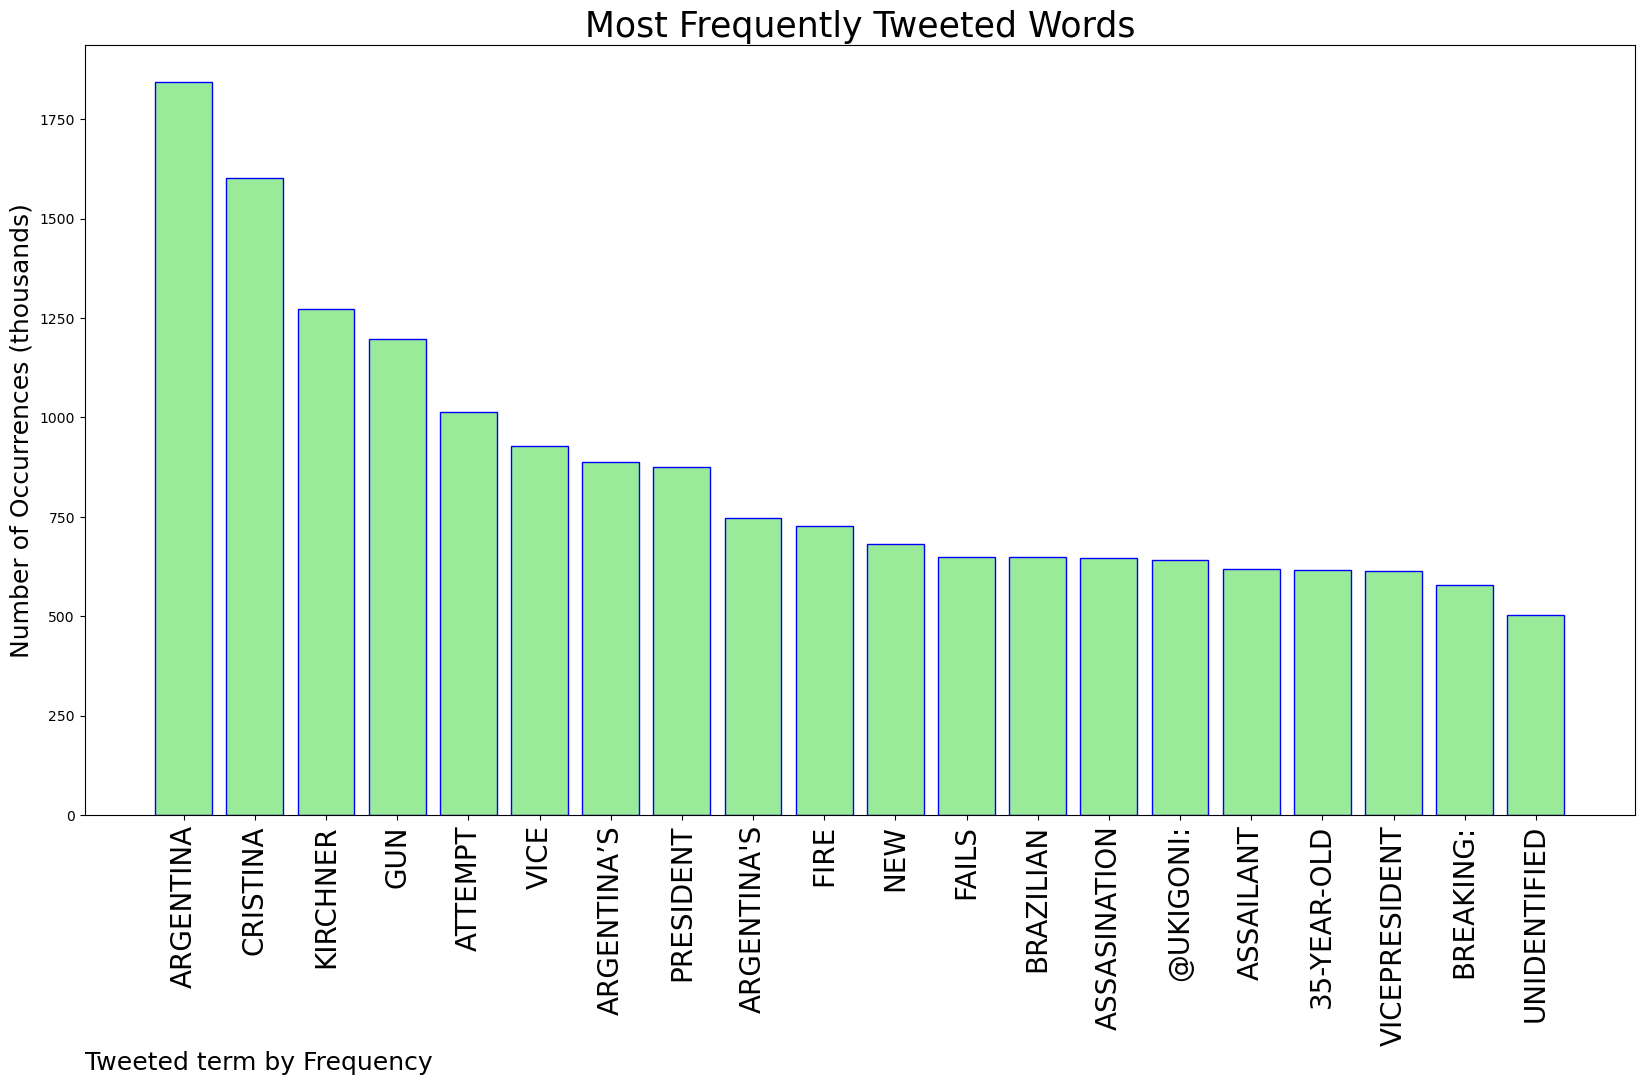 Most Frequently Tweeted Words
Number of Occurrences (thousands)
1750
1500
1250
1000
750
500
250
0
ARGENTINA
CRISTINA
KIRCHNER
GUN
ATTEMPT
VICE
ARGENTINA’S
PRESIDENT
ARGENTINA'S
FIRE
NEW
FAILS
BRAZILIAN
ASSASINATION
@UKIGONI:
ASSAILANT
35-YEAR-OLD
VICEPRESIDENT
BREAKING:
UNIDENTIFIED
Tweeted term by Frequency